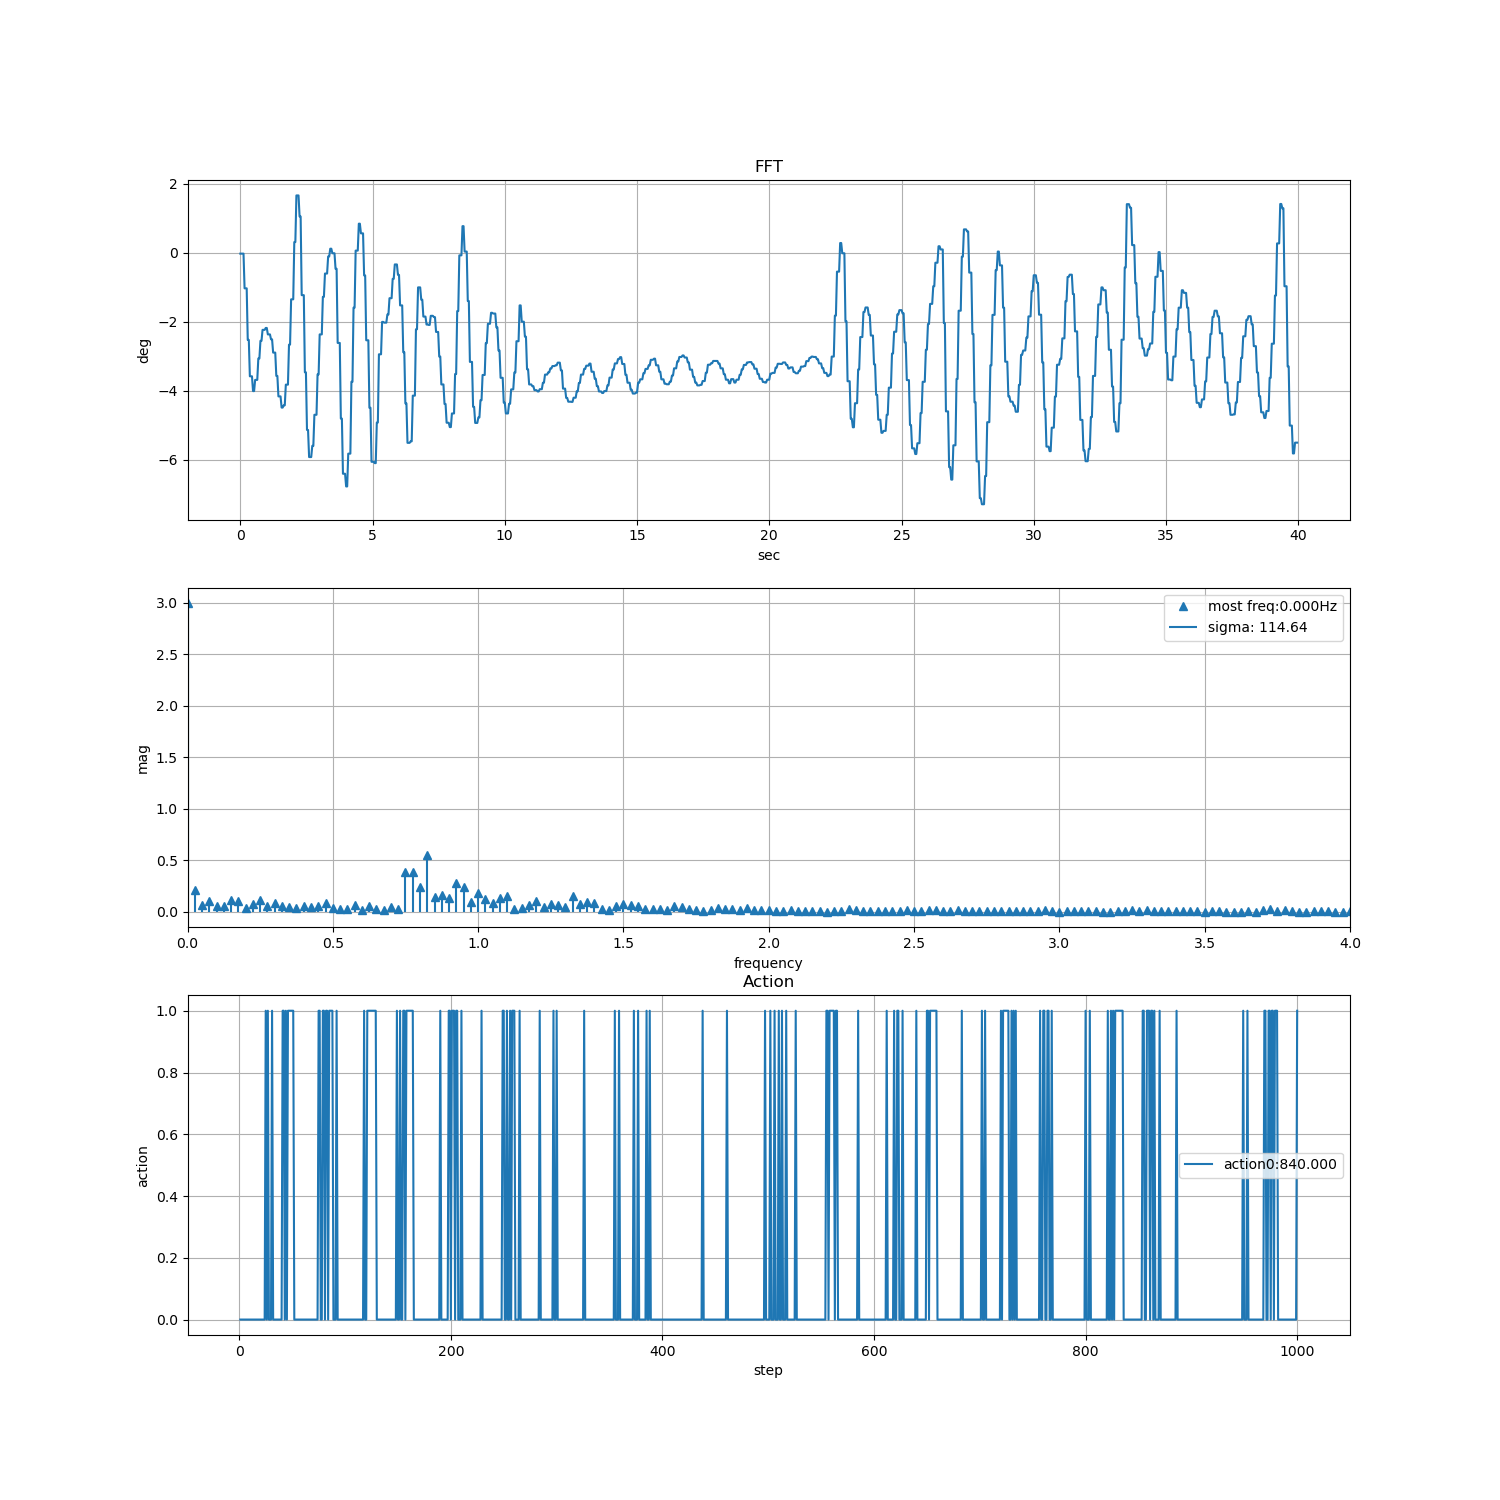 FFT
2
0
−2
−4
−6
deg
0 5 10 15 20 25 30 35 40
sec
3.0
2.5
2.0
1.5
1.0
0.5
0.0
mag
most freq:0.000Hz
sigma: 114.64
0.0 0.5 1.0 1.5 2.0 2.5 3.0 3.5 4.0
frequency
Action
1.0
0.8
0.6
0.4
0.2
0.0
action
action0:840.000
0 200 400 600 800 1000
step